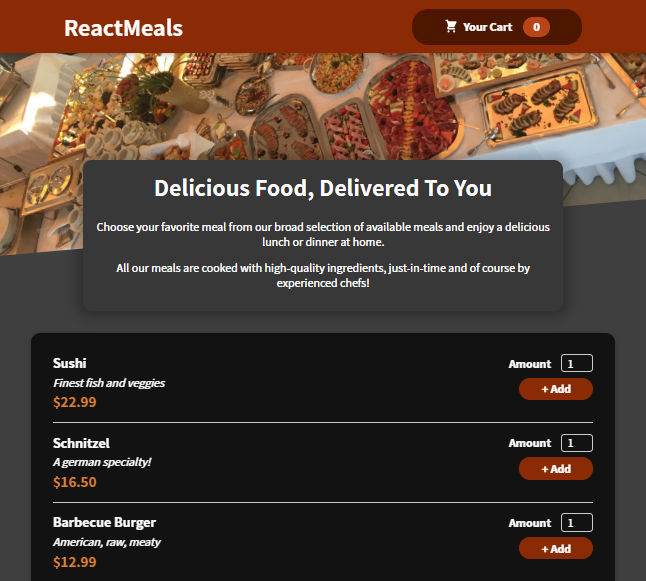 ReactMeals
Your Cart 0
Delicious Food, Delivered To You
Choose your favorite meal from our broad selection of available meals and enjoy a delicious
lunch or dinner at home.
All our meals are cooked with high-quality ingredients, just-in-time and of course by
experienced chefs!
Sushi
Finest fish and veggies
$22.99
Amount 1
+ Add
Schnitzel
A german specialty!
$16.50
Amount 1
+ Add
Barbecue Burger
American, raw, meaty
$12.99
Amount 1
+ Add